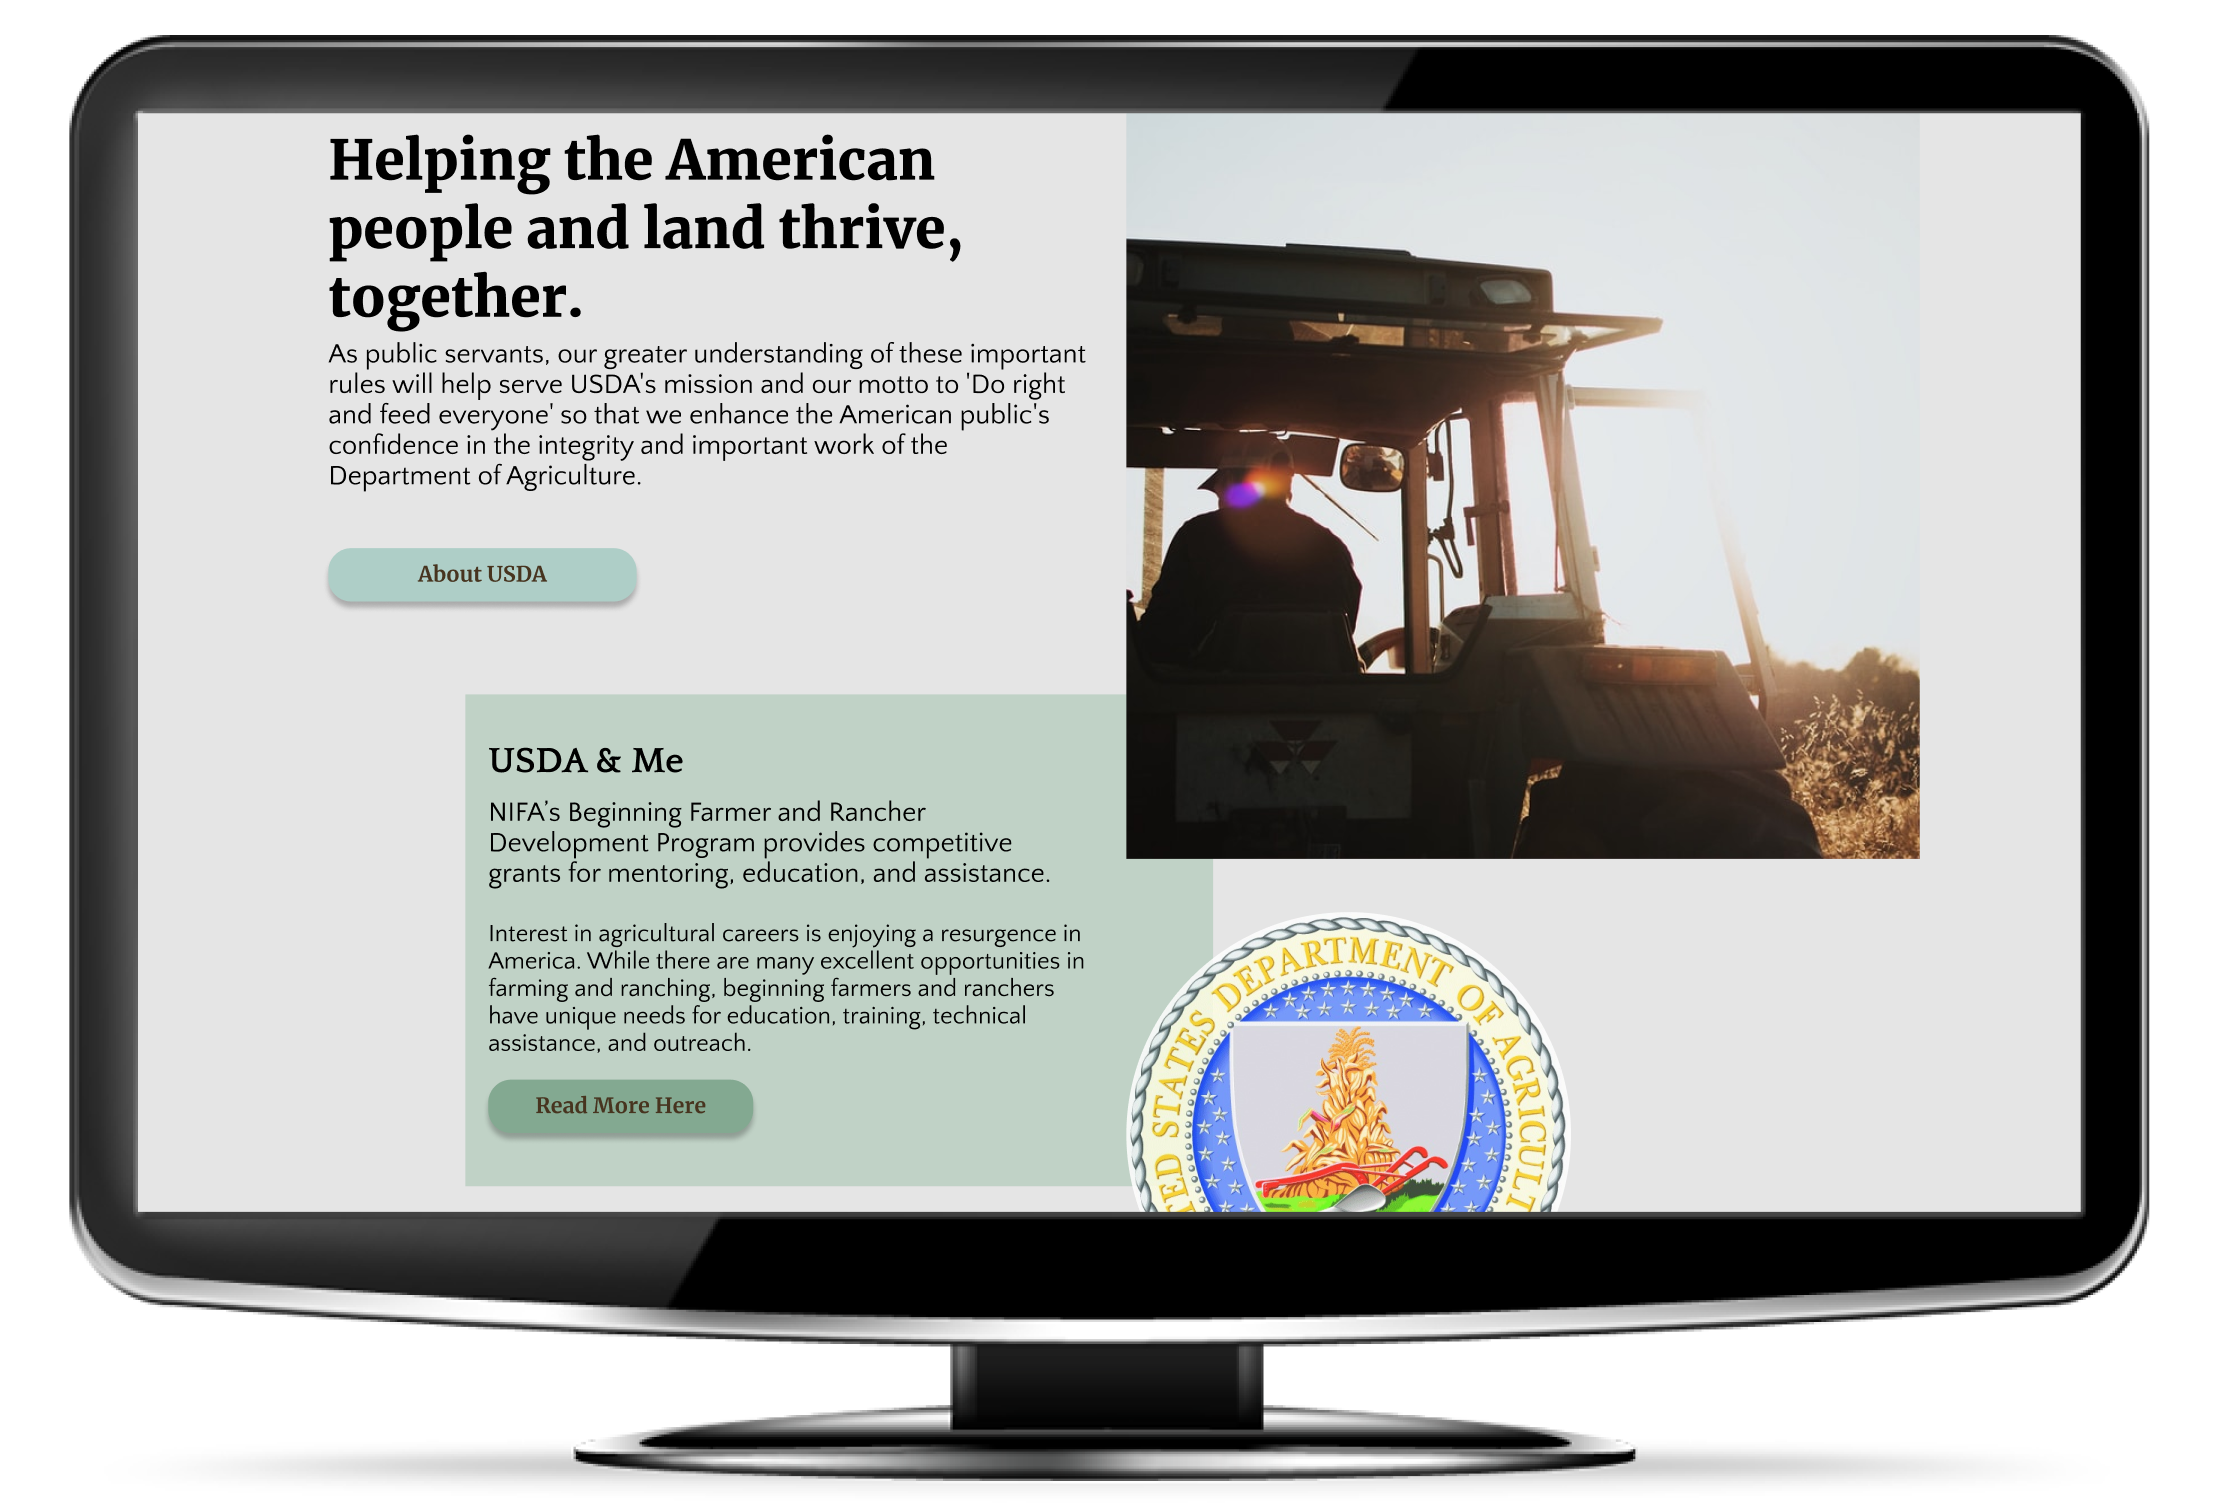 Helping the American
people and land thrive,
together.
As public servants, our greater understanding of these important
rules will help serve USDA's mission and our motto to 'Do right
and feed everyone' so that we enhance the American public's
confidence in the integrity and important work of the
Department of Agriculture.
About USDA
USDA & Me
NIFA’s Beginning Farmer and Rancher
Development Program provides competitive
grants for mentoring, education, and assistance.
Interest in agricultural careers is enjoying a resurgence in
America. While there are many excellent opportunities in
farming and ranching, beginning farmers and ranchers
have unique needs for education, training, technical
assistance, and outreach.
Read More Here
TED STATES DEPARTMENT OF AGRICULT